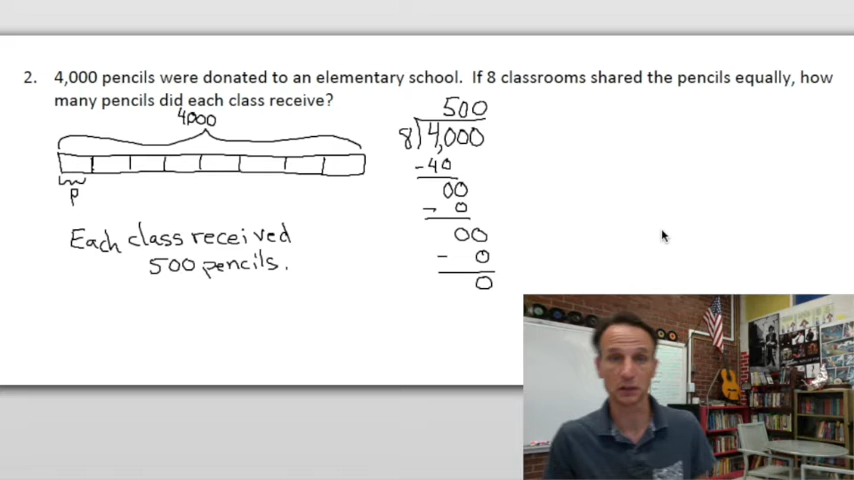 2. 4,000 pencils were donated to an elementary school. If 8 classrooms shared the pencils equally, how
many pencils did each class receive?
4000
P
Each class received
500 pencils.
500
8)4,000
-40
00
- 0
00
- 0
0